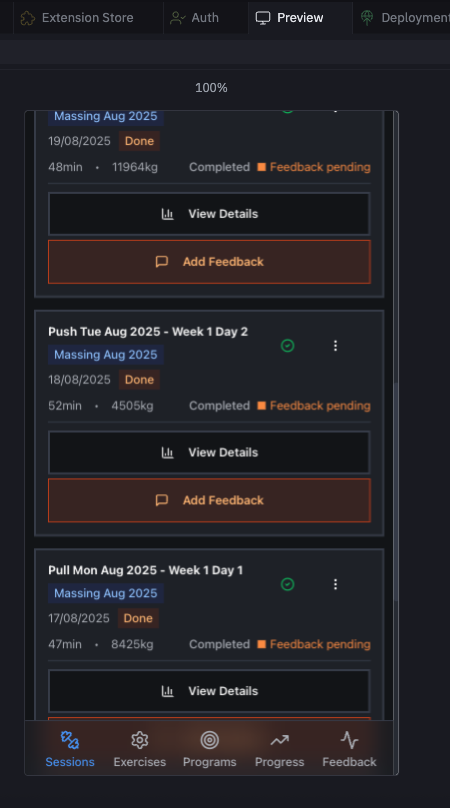 Extension Store Auth Preview Deployment
100%
Massing Aug 2025
19/08/2025 Done
48min • 11964kg Completed Feedback pending
View Details
Add Feedback
Push Tue Aug 2025 - Week 1 Day 2
Massing Aug 2025
18/08/2025 Done
52min • 4505kg Completed Feedback pending
View Details
Add Feedback
Pull Mon Aug 2025 - Week 1 Day 1
Massing Aug 2025
17/08/2025 Done
47min • 8425kg Completed Feedback pending
View Details
Sessions Exercises Programs Progress Feedback